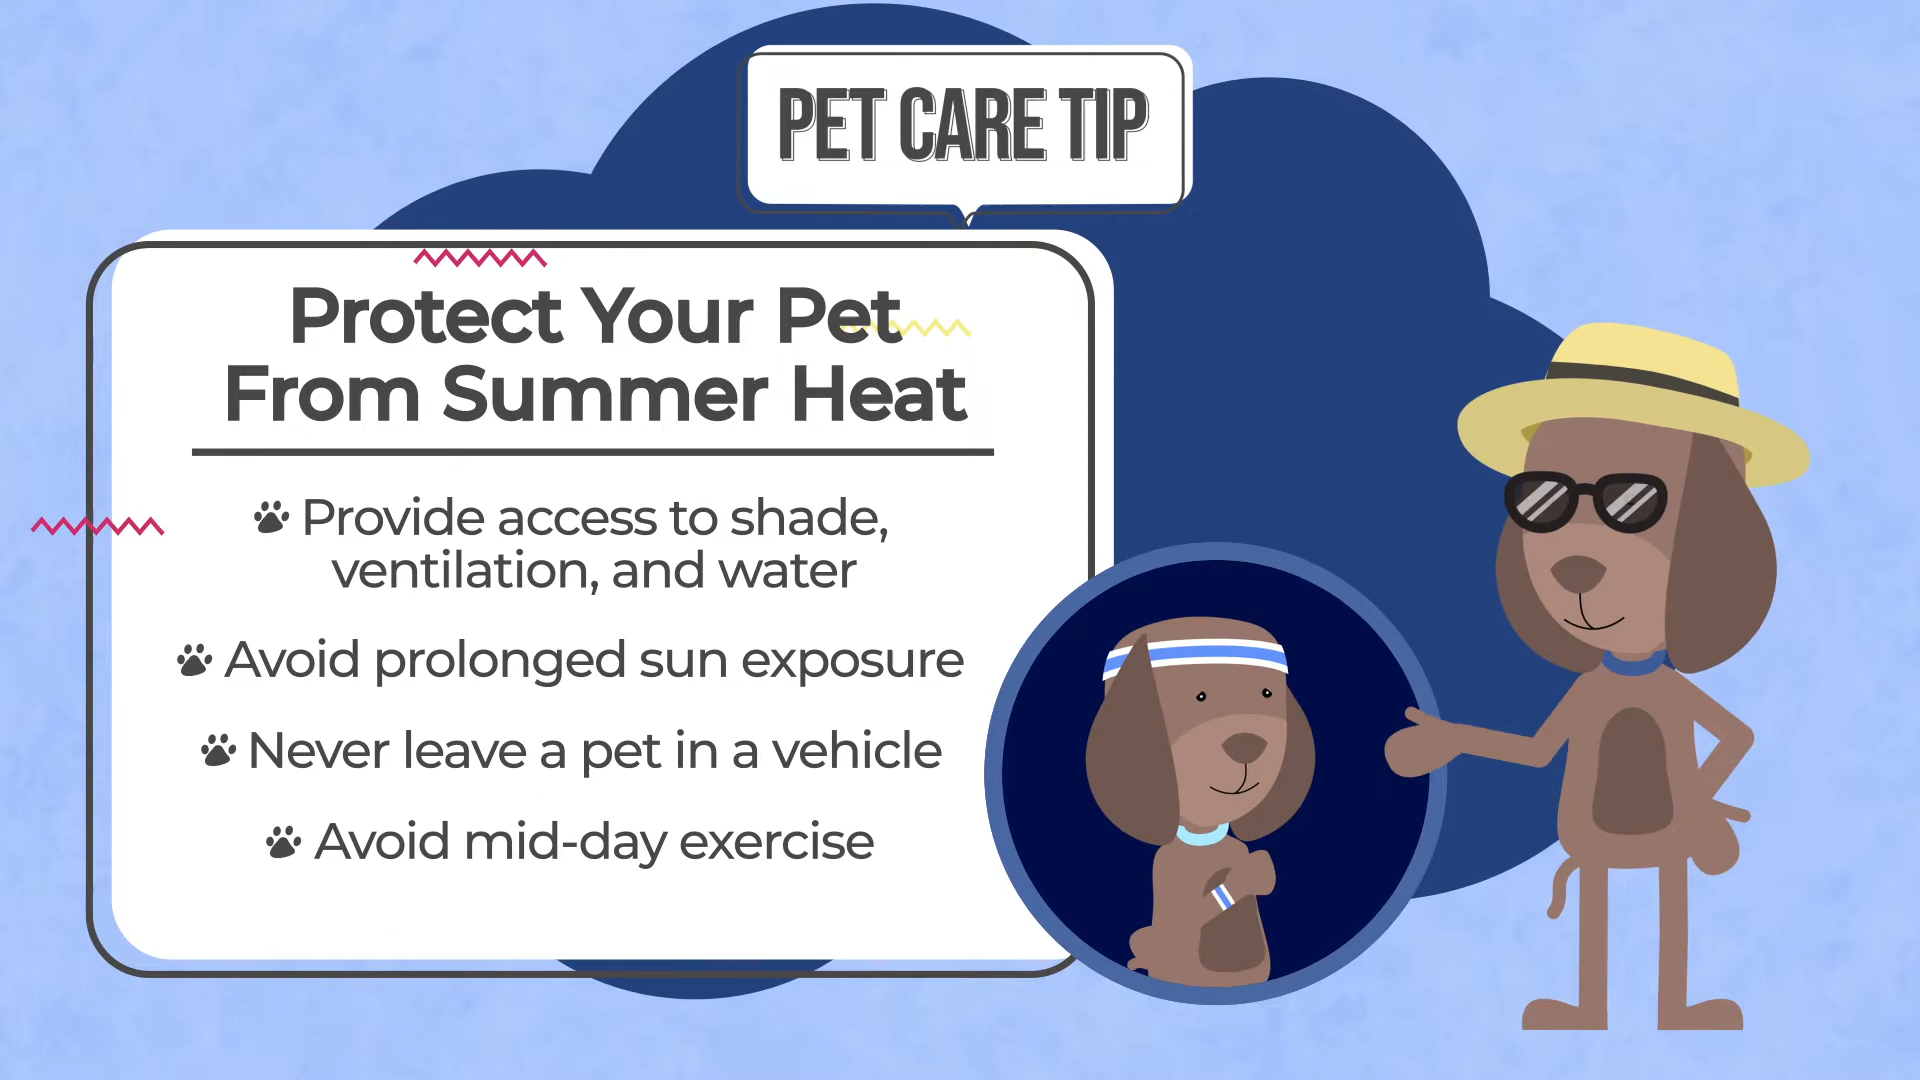 PET CARE TIP
Protect Your Pet
From Summer Heat
Provide access to shade,
ventilation, and water
Avoid prolonged sun exposure
Never leave a pet in a vehicle
Avoid mid-day exercise